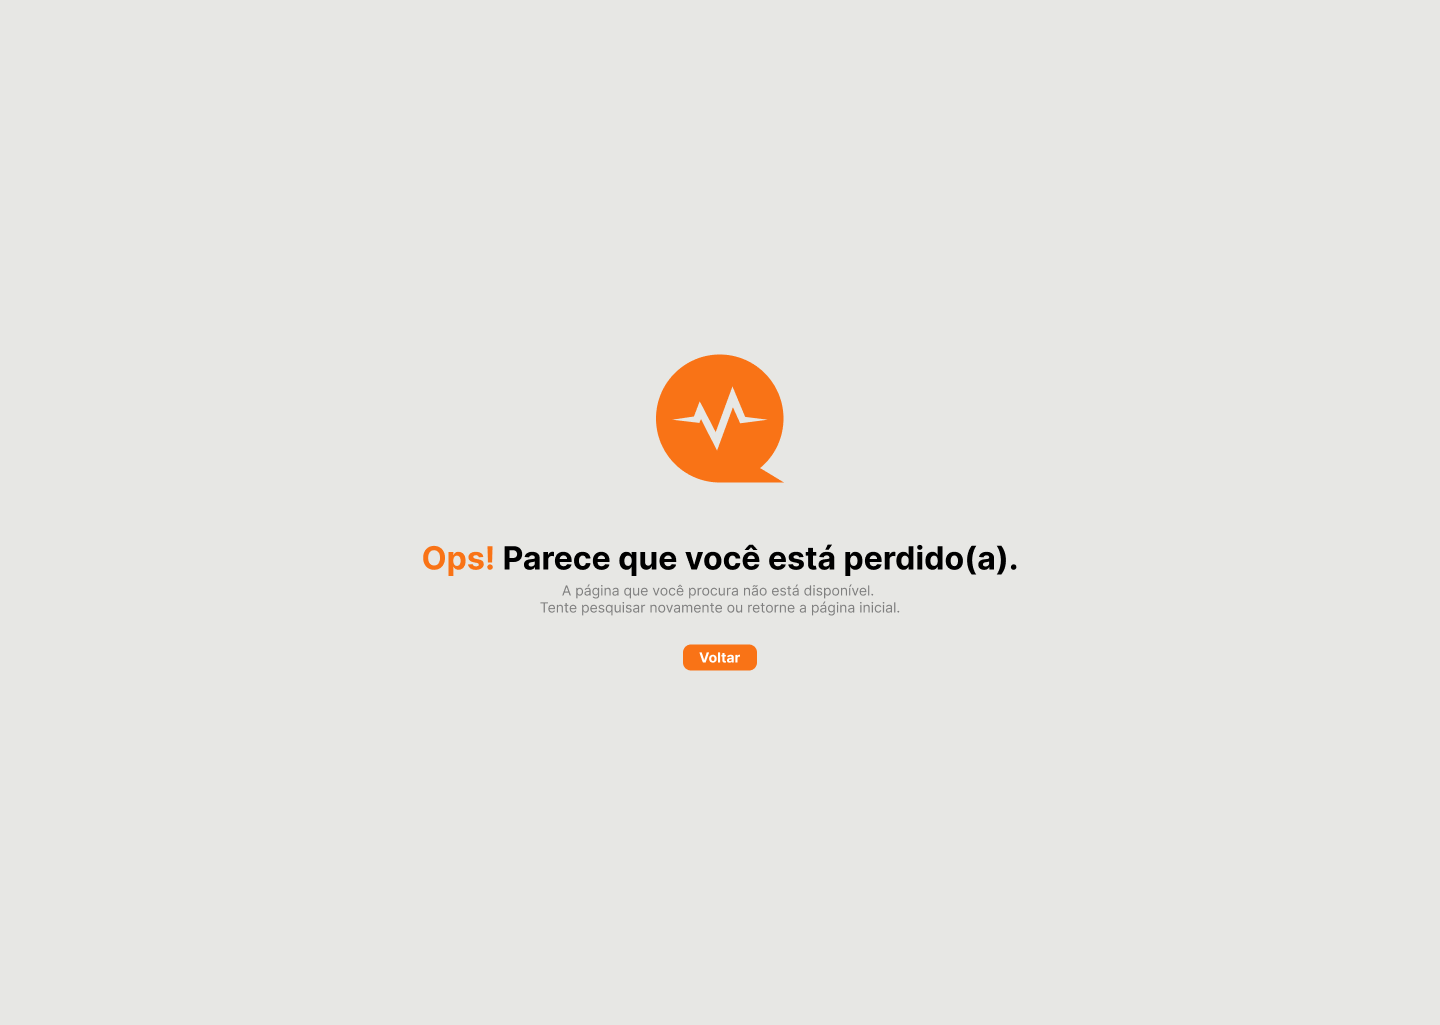 Ops! Parece que você está perdido(a).
A página que você procura não está disponível.
Tente pesquisar novamente ou retorne a página inicial.
Voltar